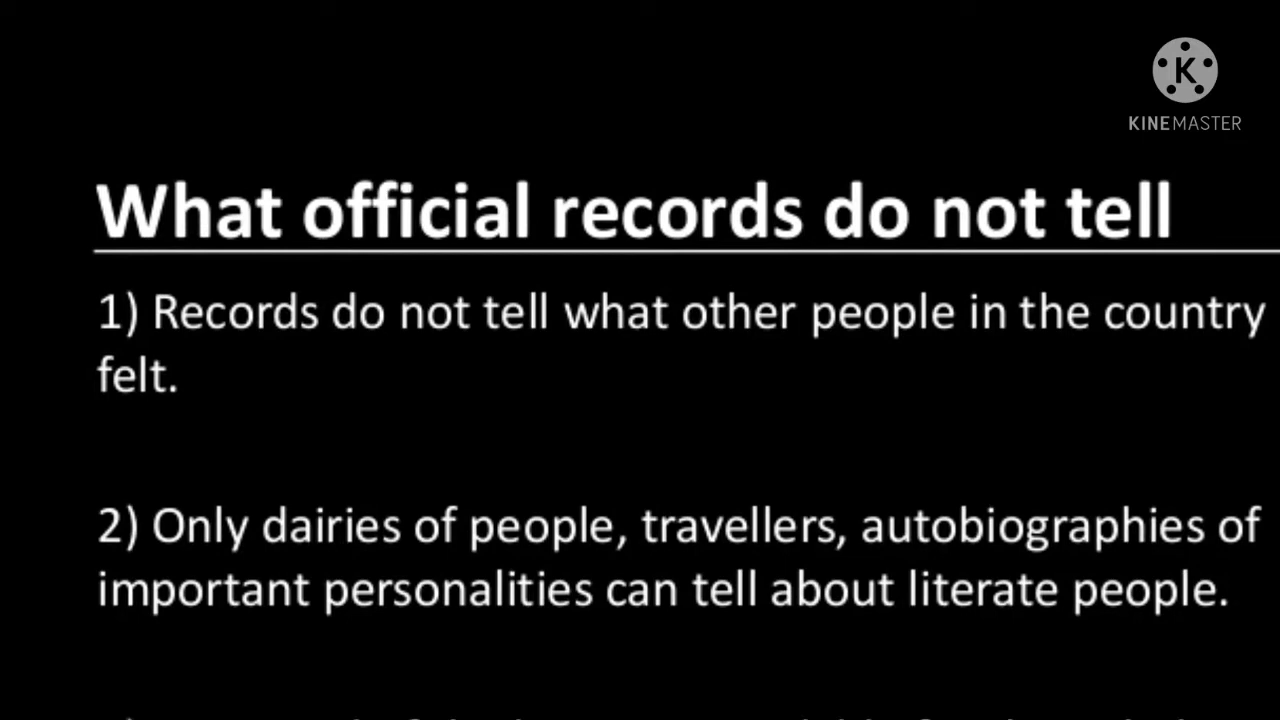 KINEMASTER
What official records do not tell
1) Records do not tell what other people in the country
felt.
2) Only dairies of people, travellers, autobiographies of
important personalities can tell about literate people.